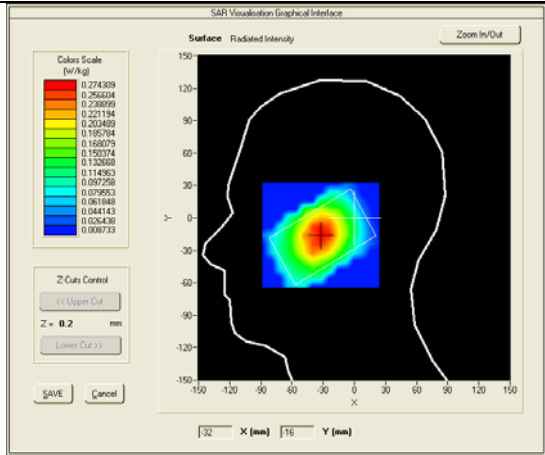 SAR Visualisation Graphical Interface
Surface Radiated Intensity
Zoom In/Out
Colors Scale
(W/kg)
0.274309
0.256604
0.238899
0.221194
0.203489
0.185784
0.168079
0.150374
0.132668
0.114963
0.097258
0.079553
0.061848
0.044143
0.026438
0.008733
Z-Cuts Control
<< Upper Cut
Z = 0.2 mm
Lower Cut >>
SAVE
Cancel
150
120
90
60
30
0
-30
-60
-90
-120
-150
Y
-150 -120 -90 -60 -30 0 30 60 90 120 150
X
-32 X (mm) -16 Y (mm)